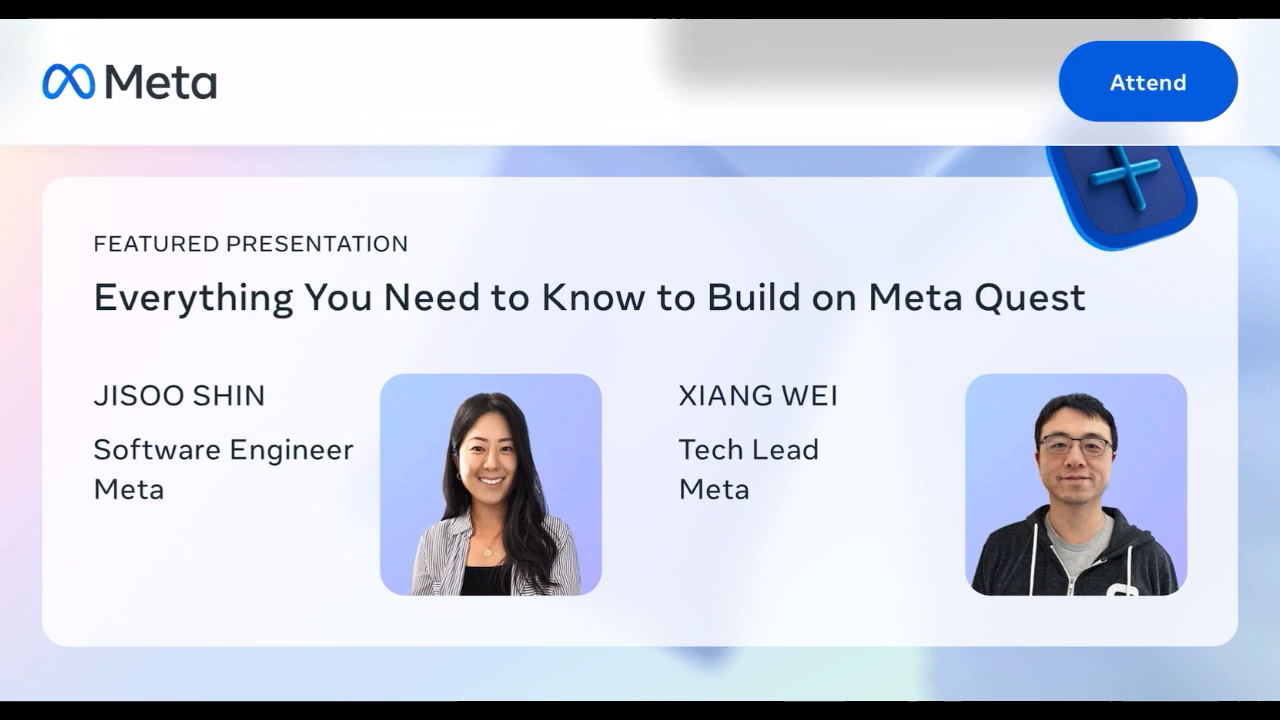 Meta
Attend
FEATURED PRESENTATION
Everything You Need to Know to Build on Meta Quest
JISOO SHIN
Software Engineer
Meta
XIANG WEI
Tech Lead
Meta